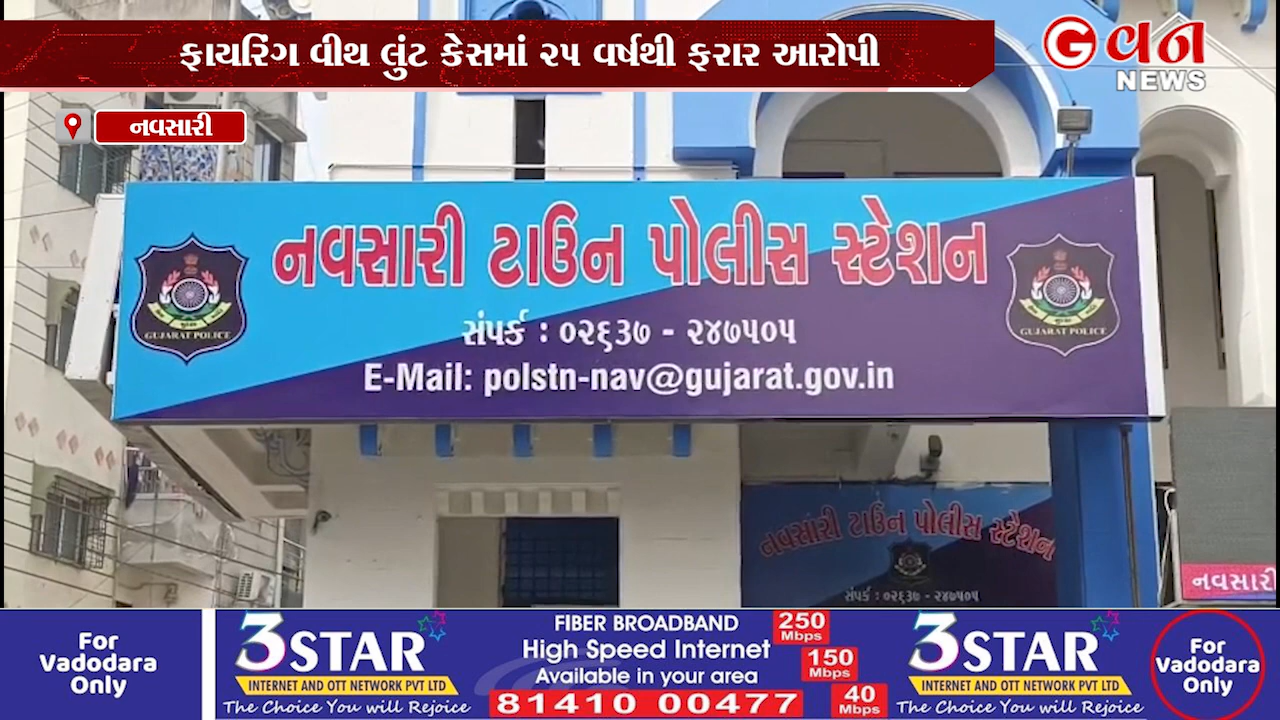 ફાયરિંગ વીથ લુંટ કેસમાં ૨૫ વર્ષથી ફરાર આરોપી
G વન
NEWS
નવસારી
નવસારી ટાઉન પોલીસ સ્ટેશન
GUJARAT POLICE
GUJARAT POLICE
સંપર્ક : ૦૨૬૩૭ - ૨૪૭૫૦૫
E-Mail: polstn-nav@gujarat.gov.in
નવસારી ટાઉન પોલીસ સ્ટેશન
સંપર્ક : ૦૨૬૩૭ - ૨૪૭૫૦૫
નવસારી
For
Vadodara
Only
3STAR
INTERNET AND OTT NETWORK PVT LTD
The Choice You will Rejoice
FIBER BROADBAND
High Speed Internet
Available in your area
81410 00477
250
Mbps
150
Mbps
40
Mbps
3STAR
INTERNET AND OTT NETWORK PVT LTD
The Choice You will Rejoice
For
Vadodara
Only